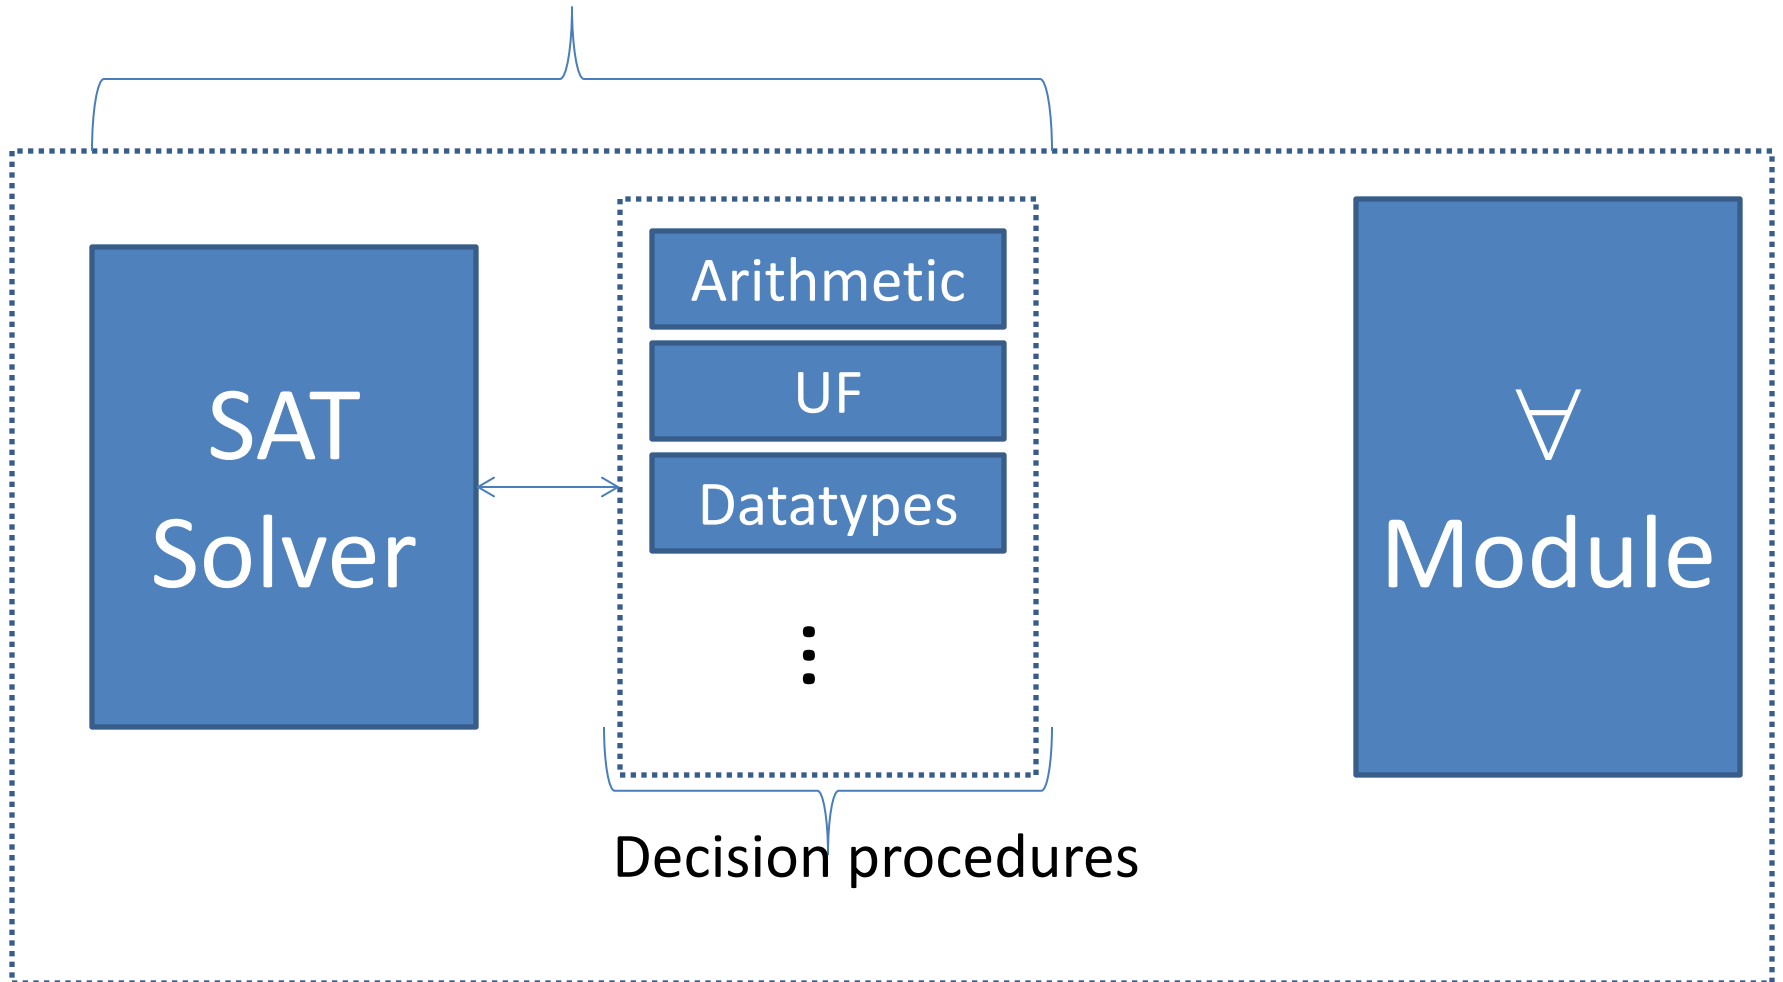 SAT
Solver
Arithmetic
UF
Datatypes
⋮
Decision procedures
∀
Module